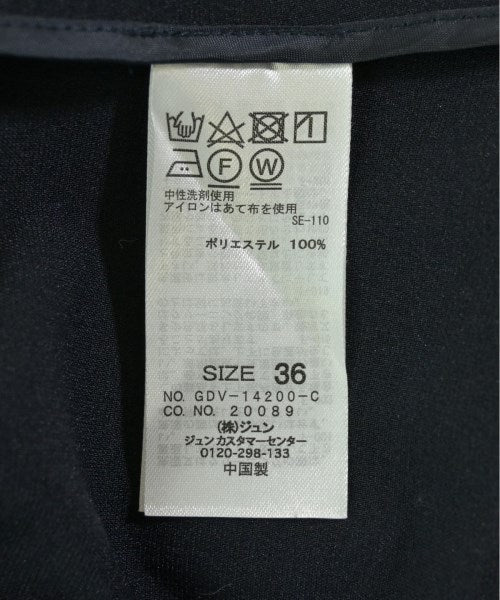 F W
中性洗剤使用
アイロンはあて布を使用
SE-110
ポリエステル 100%
SIZE 36
NO. GDV-14200-C
CO. NO. 20089
(株)ジュン
ジュン カスタマーセンター
0120-298-133
中国製